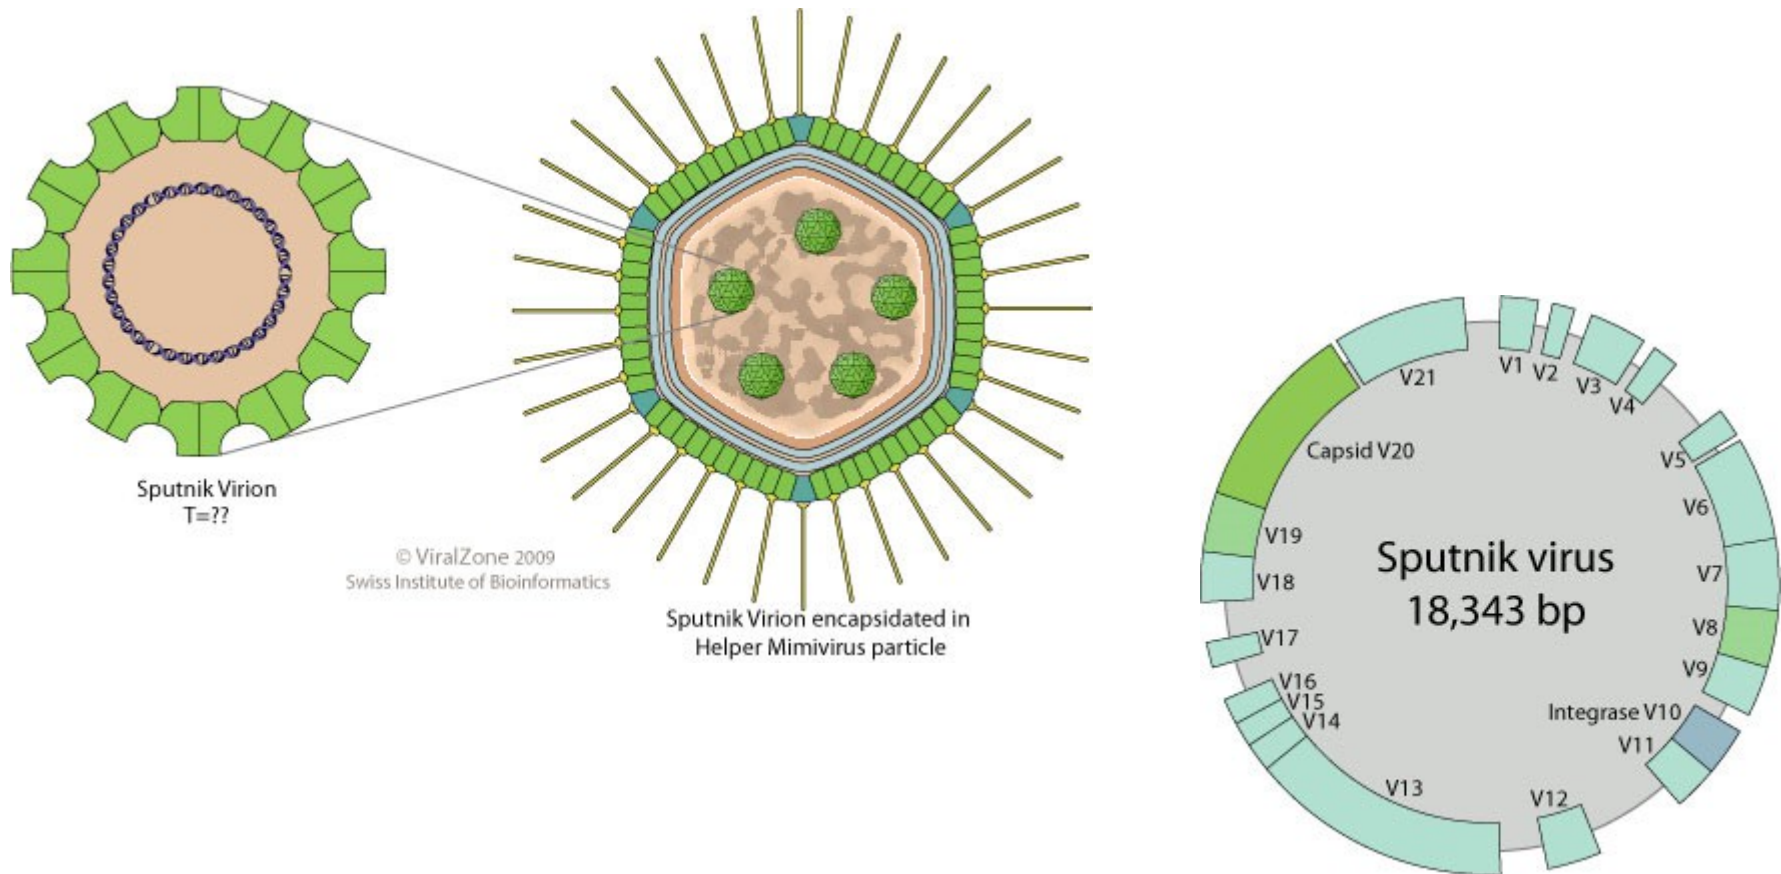 Sputnik Virion
T=??
© ViralZone 2009
Swiss Institute of Bioinformatics
Sputnik Virion encapsidated in
Helper Mimivirus particle
V1
V2
V3
V4
V5
V6
V7
V8
V9
Integrase V10
V11
V12
V13
V14
V15
V16
V17
V18
V19
Capsid V20
V21
Sputnik virus
18,343 bp